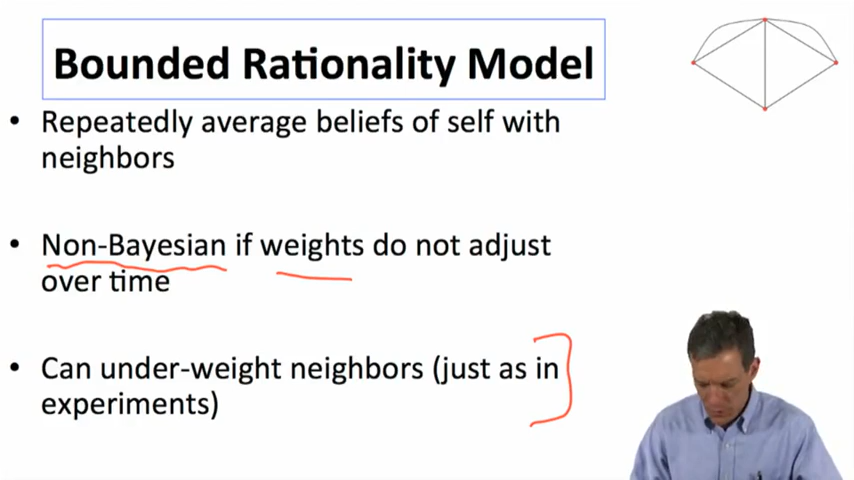 Bounded Rationality Model
• Repeatedly average beliefs of self with
neighbors
• Non-Bayesian if weights do not adjust
over time
• Can under-weight neighbors (just as in
experiments)